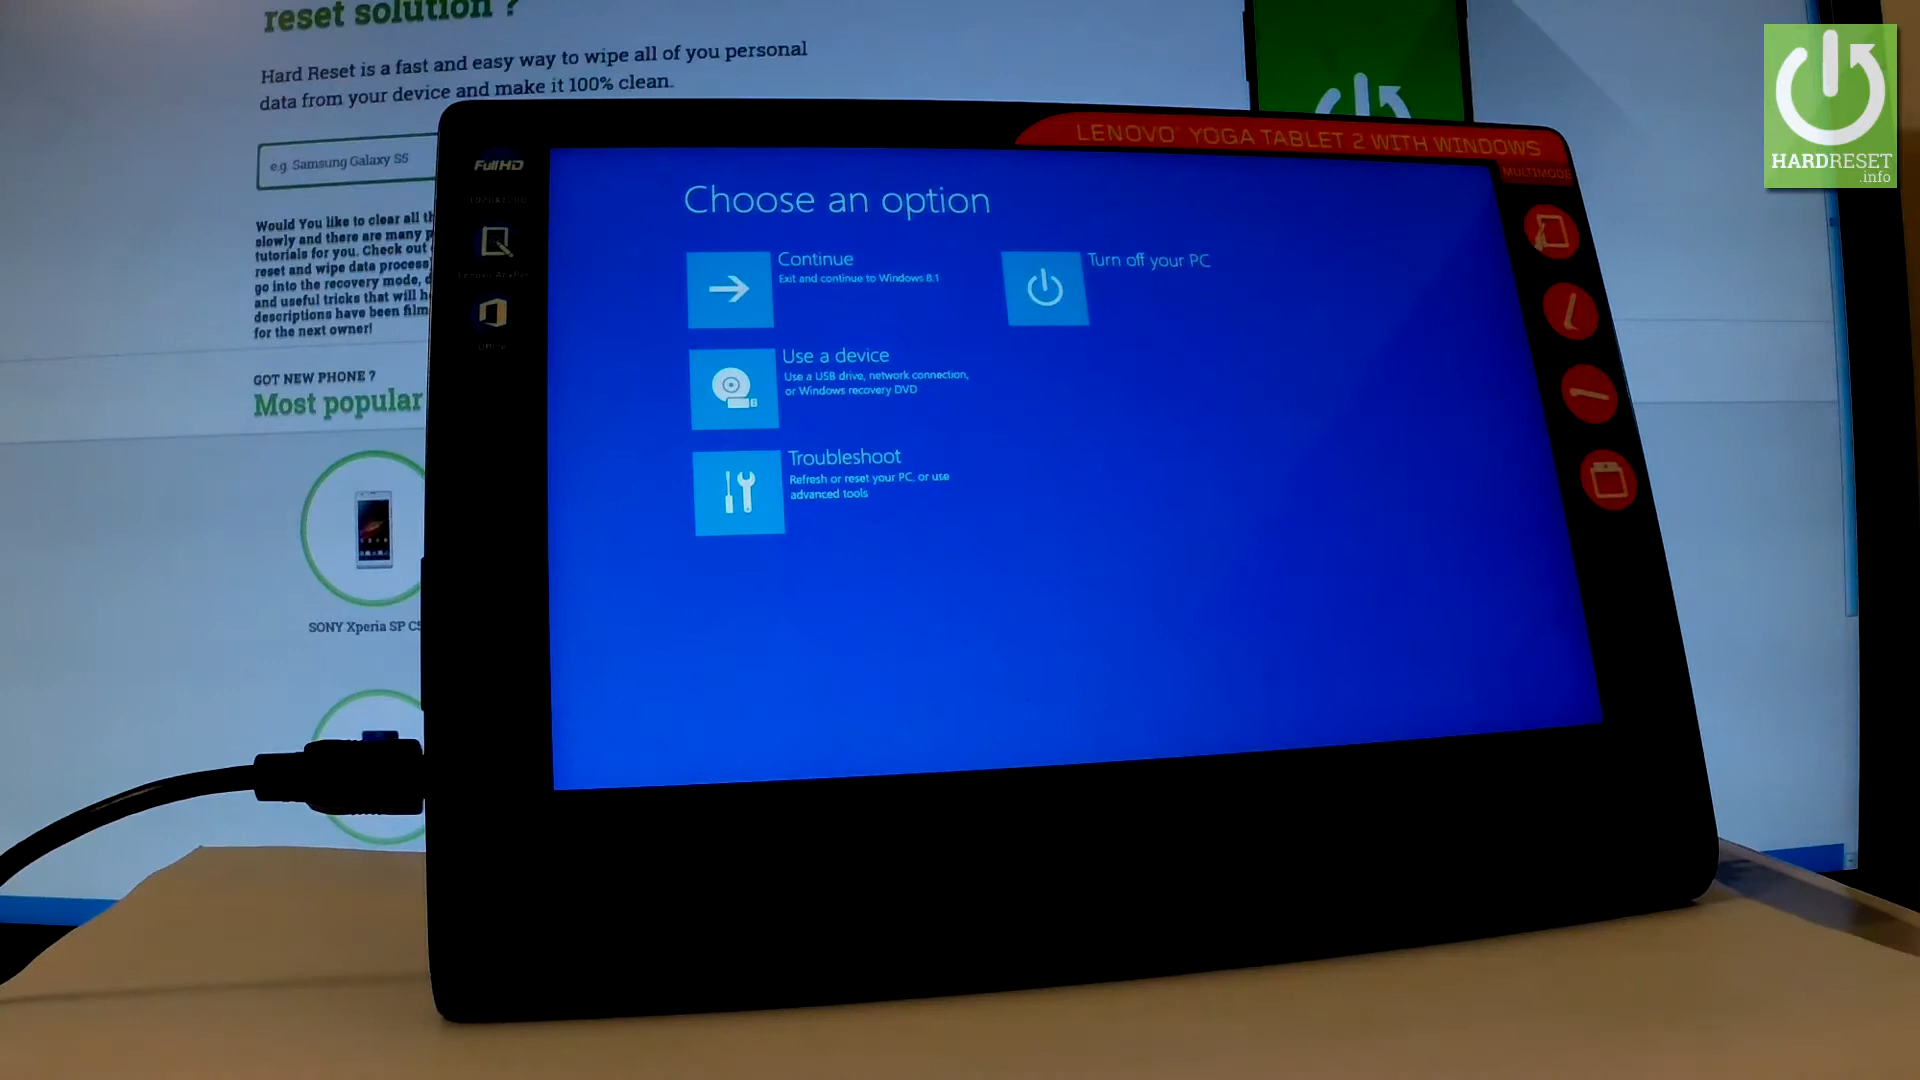 reset solution ?
Hard Reset is a fast and easy way to wipe all of you personal
data from your device and make it 100% clean.
e.g. Samsung Galaxy S5
Would You like to clear all th
slowly and there are many p
tutorials for you. Check out
reset and wipe data process
go into the recovery mode, d
and useful tricks that will h
descriptions have been film
for the next owner!
GOT NEW PHONE ?
Most popular
SONY Xperia SP C5
FullHD
LENOVO YOGA TABLET 2 WITH WINDOWS
MULTIMODE
Choose an option
Continue
Exit and continue to Windows 8.1
Turn off your PC
Use a device
Use a USB drive, network connection,
or Windows recovery DVD
Troubleshoot
Refresh or reset your PC, or use
advanced tools
HARDRESET
.info